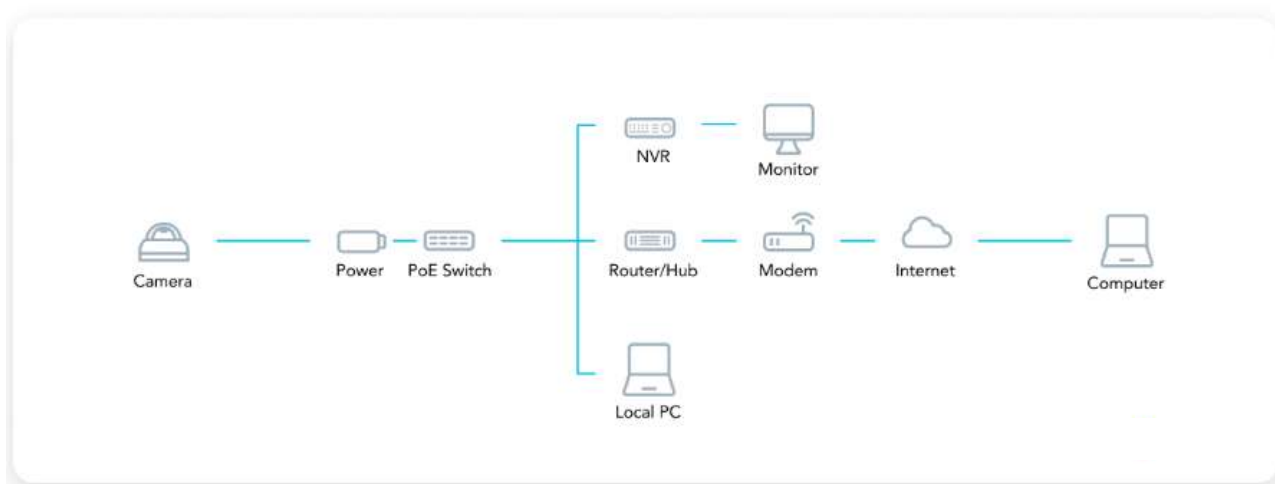 NVR
Monitor
Camera
Power
PoE Switch
Router/Hub
Modem
Internet
Computer
Local PC